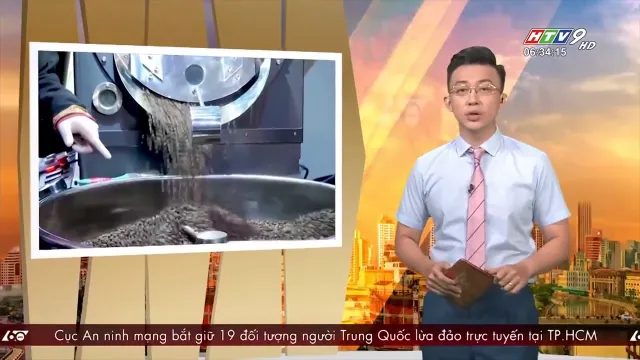 HTV9 HD
06:34:15
60 Cục An ninh mạng bắt giữ 19 đối tượng người Trung Quốc lừa đảo trực tuyến tại TP.HCM